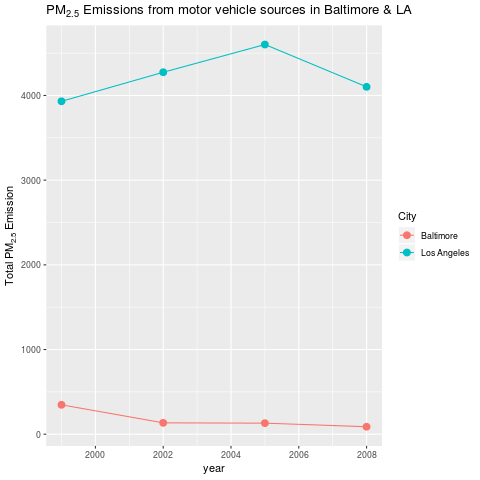 PM2.5 Emissions from motor vehicle sources in Baltimore & LA
Total PM2.5 Emission
4000
3000
2000
1000
0
2000 2002 2004 2006 2008
year
City
Baltimore
Los Angeles